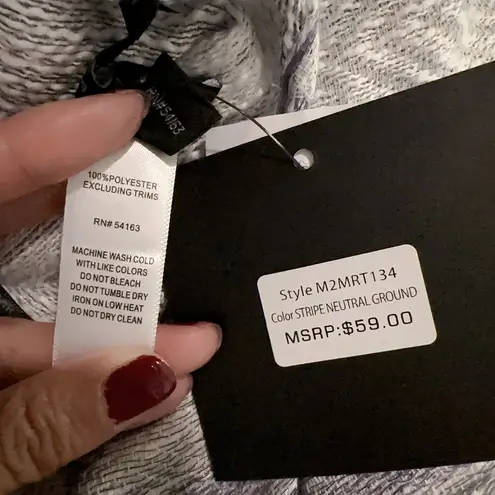 RN#54163
100%POLYESTER
EXCLUDING TRIMS
RN# 54163
MACHINE WASH COLD
WITH LIKE COLORS
DO NOT BLEACH
DO NOT TUMBLE DRY
IRON ON LOW HEAT
DO NOT DRY CLEAN
Style M2MRT134
Color STRIPE NEUTRAL GROUND
MSRP:$59.00